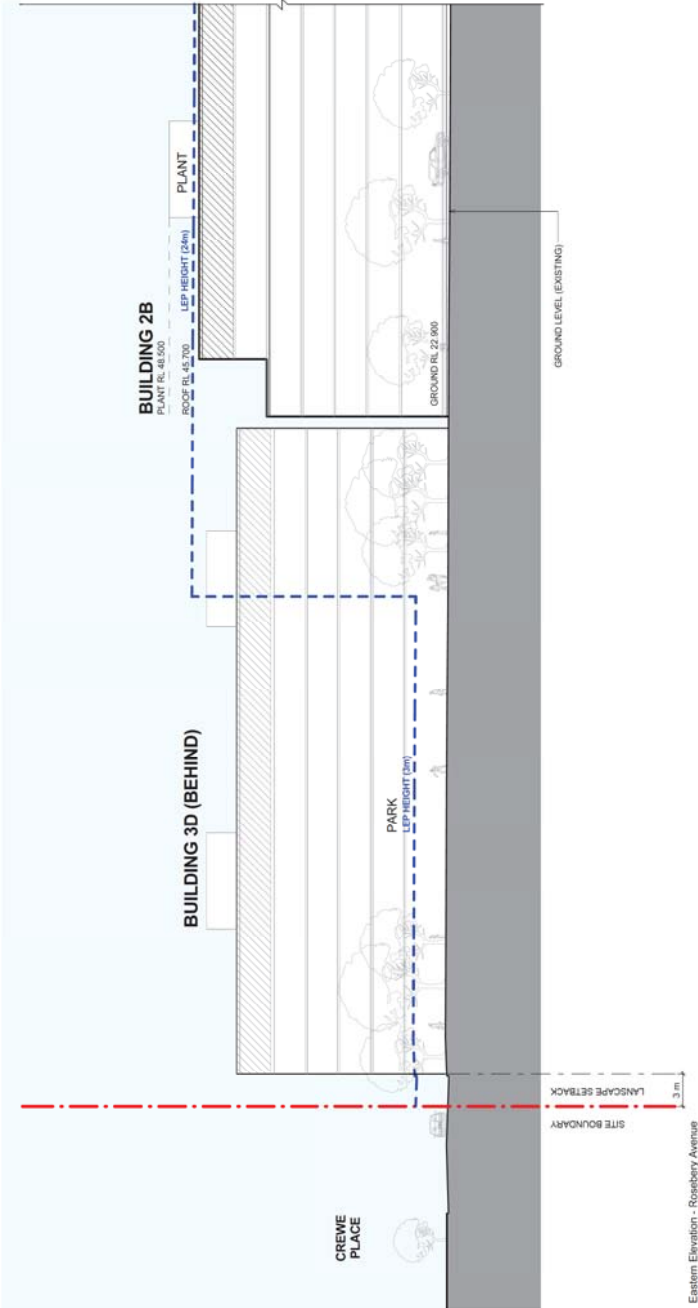 BUILDING 2B
PLANT RL 48.500
PLANT
ROOF RL 45.700
LEP HEIGHT (24m)
BUILDING 3D (BEHIND)
PARK
LEP HEIGHT (3m)
GROUND RL 22.900
CREWE
PLACE
GROUND LEVEL (EXISTING)
SITE BOUNDARY
LANSCAPE SETBACK
3 m
Eastern Elevation - Rosebery Avenue